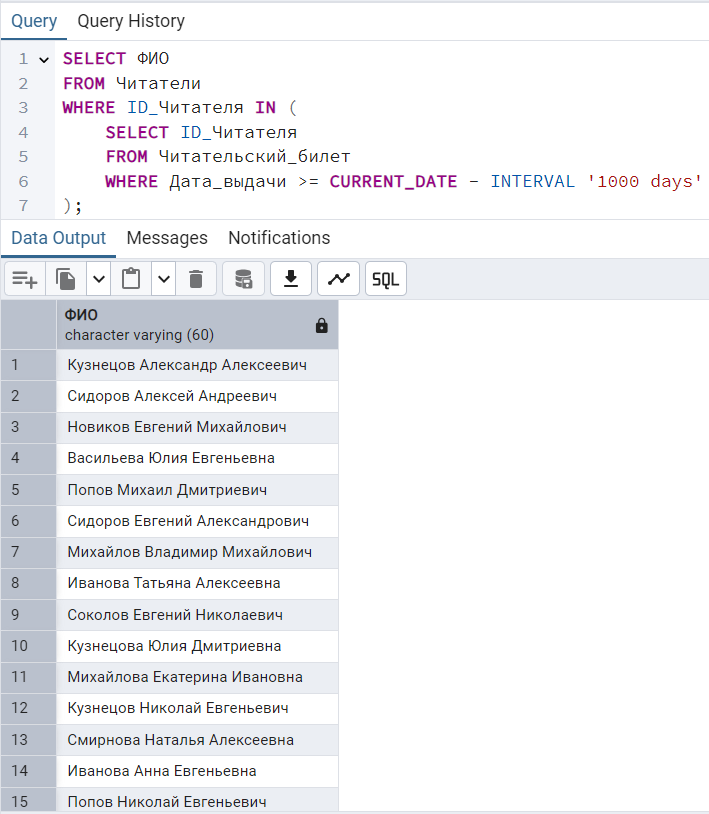 Query Query History
1 SELECT ФИО
2 FROM Читатели
3 WHERE ID_Читателя IN (
4 SELECT ID_Читателя
5 FROM Читательский_билет
6 WHERE Дата_выдачи >= CURRENT_DATE - INTERVAL '1000 days'
7 );
Data Output Messages Notifications
SQL
ФИО
character varying (60)
1 Кузнецов Александр Алексеевич
2 Сидоров Алексей Андреевич
3 Новиков Евгений Михайлович
4 Васильева Юлия Евгеньевна
5 Попов Михаил Дмитриевич
6 Сидоров Евгений Александрович
7 Михайлов Владимир Михайлович
8 Иванова Татьяна Алексеевна
9 Соколов Евгений Николаевич
10 Кузнецова Юлия Дмитриевна
11 Михайлова Екатерина Ивановна
12 Кузнецов Николай Евгеньевич
13 Смирнова Наталья Алексеевна
14 Иванова Анна Евгеньевна
15 Попов Николай Евгеньевич